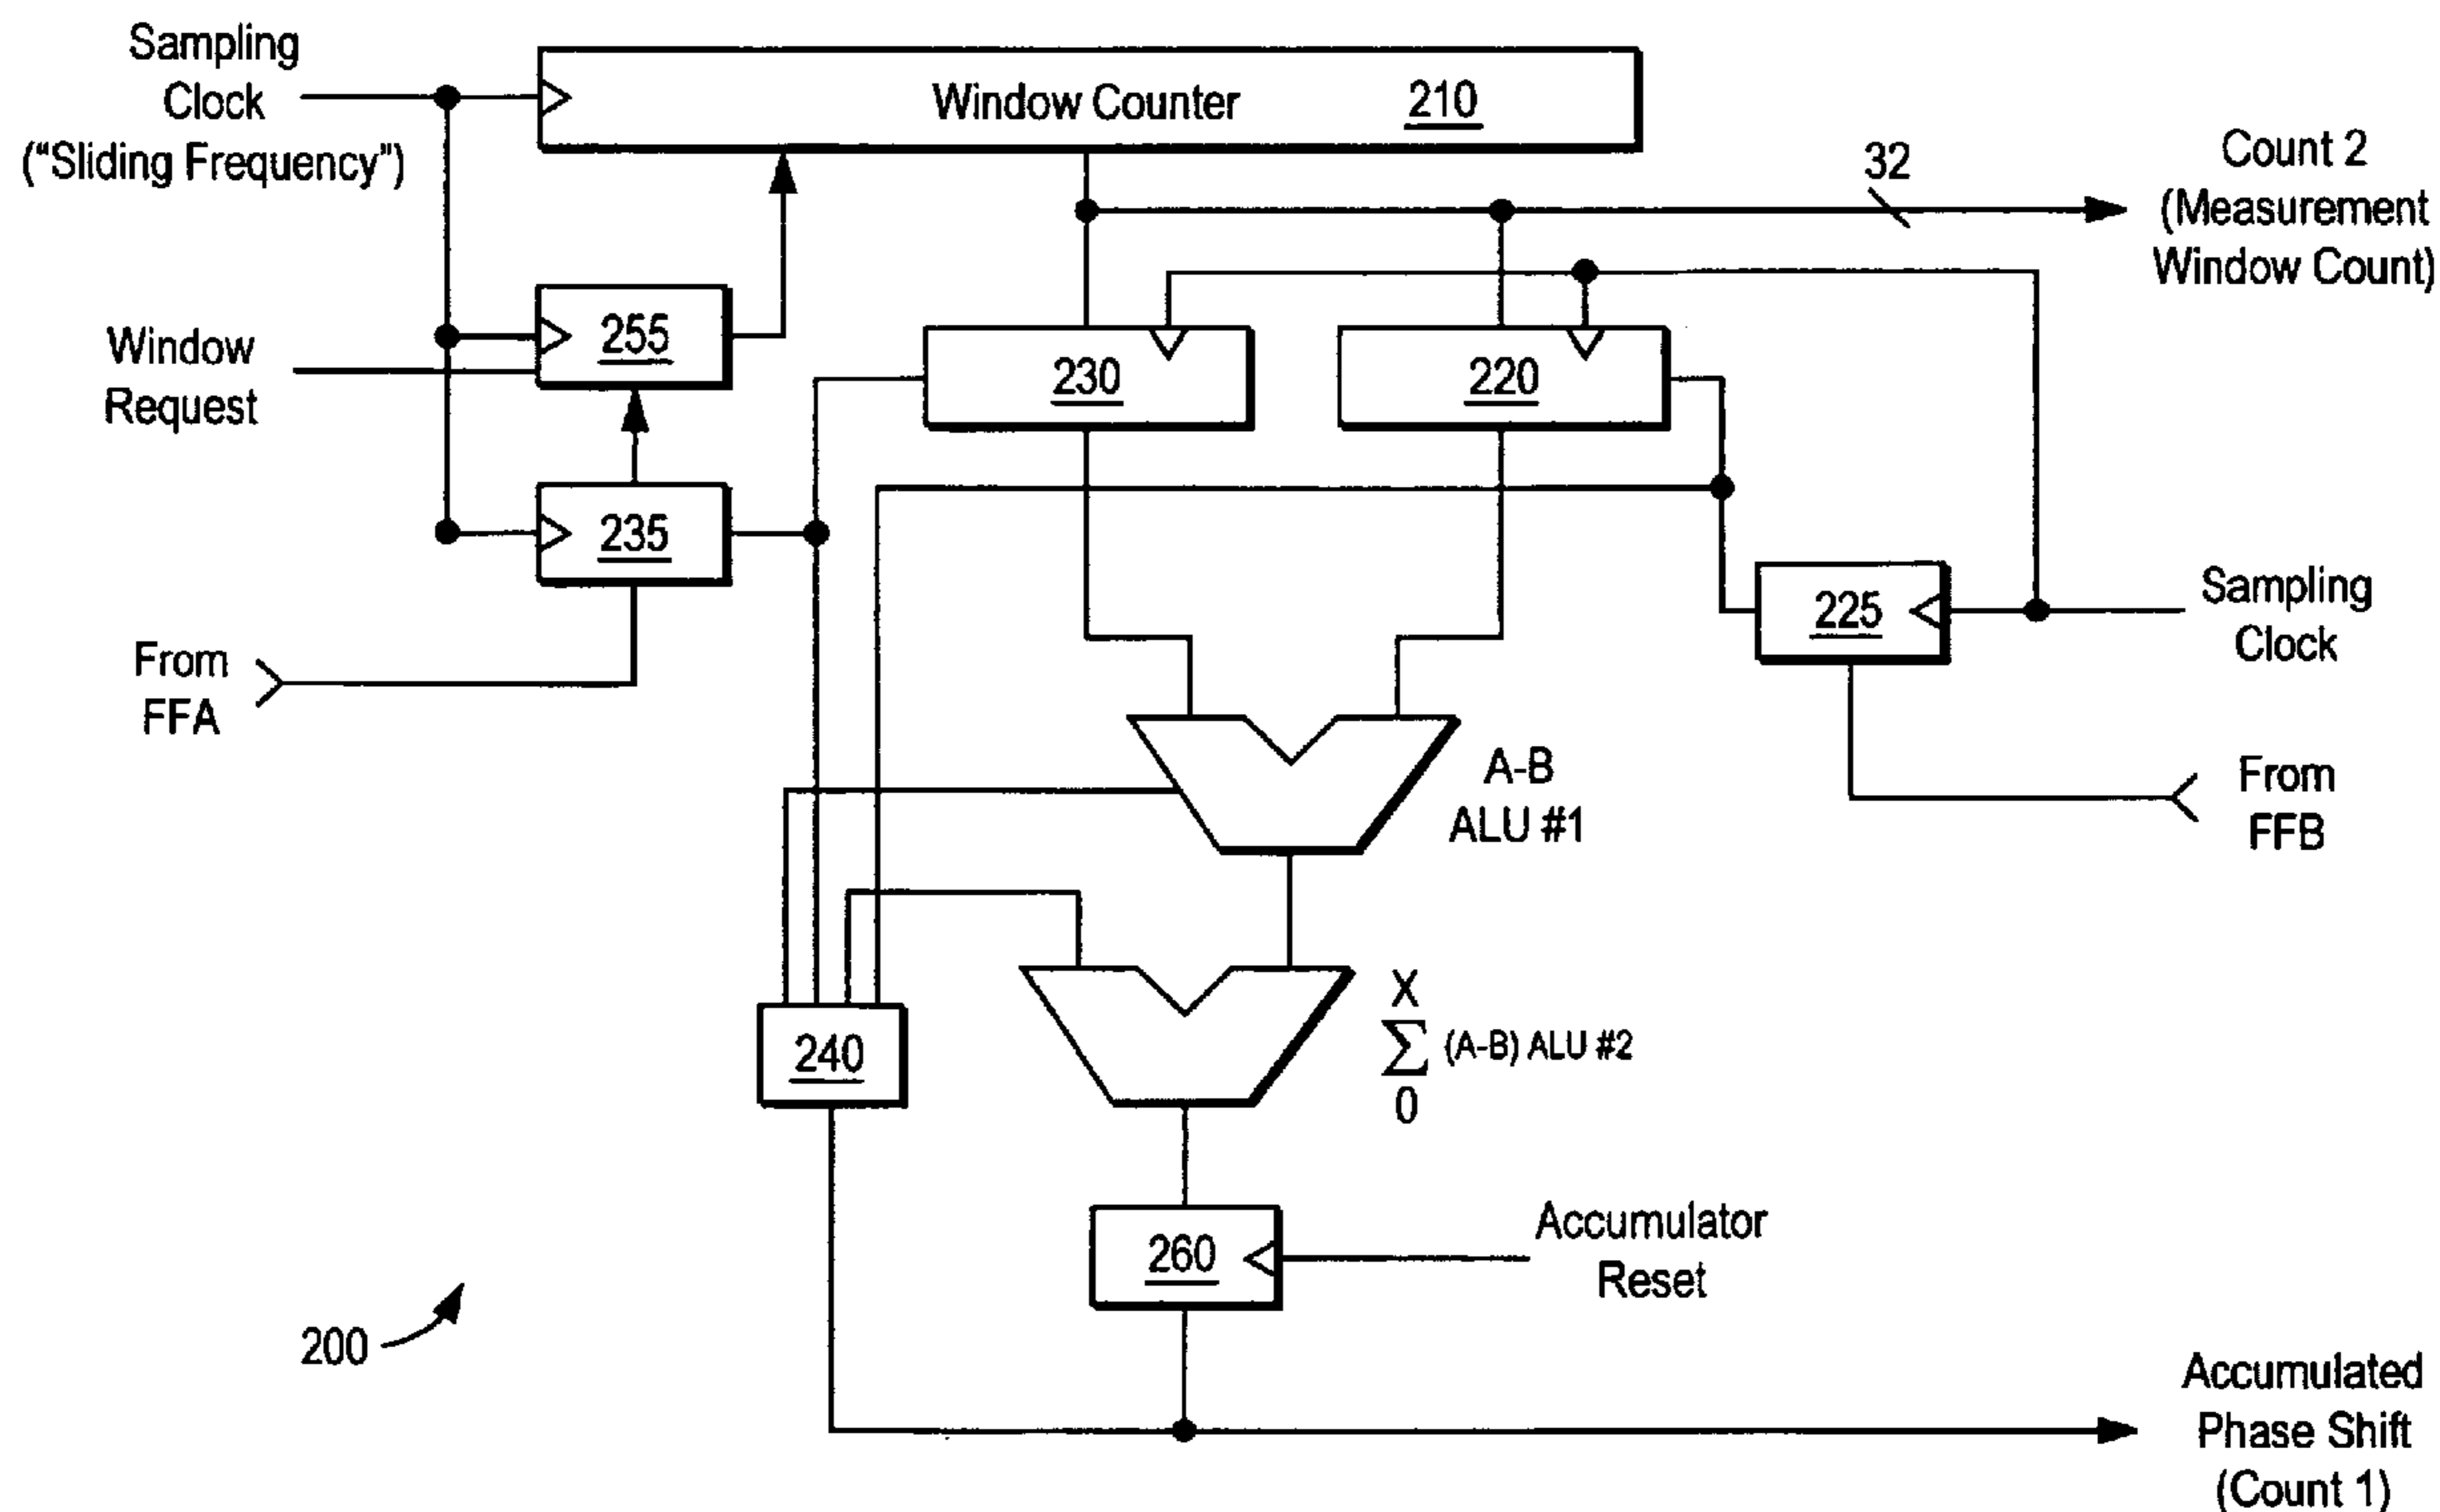 Sampling
Clock
("Sliding Frequency")
Window Counter 210
32
Count 2
(Measurement
Window Count)
Window
Request
255
230
220
235
225
Sampling
Clock
From
FFA
A-B
ALU #1
From
FFB
240
X
∑ (A-B) ALU #2
0
260
Accumulator
Reset
200
Accumulated
Phase Shift
(Count 1)